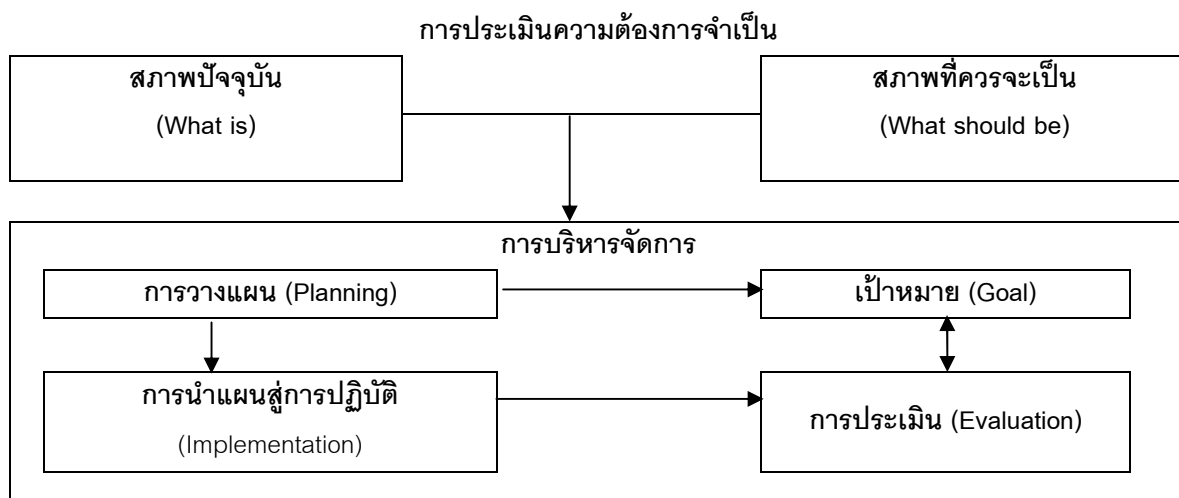 การประเมินความต้องการจำเป็น
สภาพปัจจุบัน
(What is)
สภาพที่ควรจะเป็น
(What should be)
การบริหารจัดการ
การวางแผน (Planning)
เป้าหมาย (Goal)
การนำแผนสู่การปฏิบัติ
(Implementation)
การประเมิน (Evaluation)